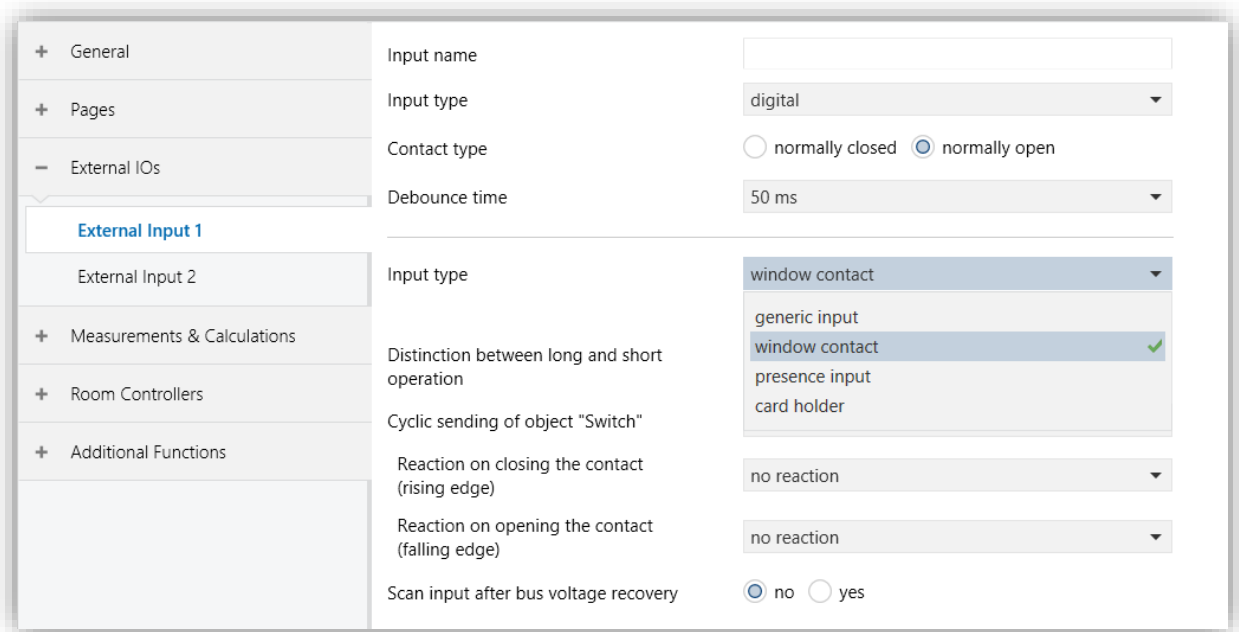 + General
+ Pages
− External IOs
External Input 1
External Input 2
+ Measurements & Calculations
+ Room Controllers
+ Additional Functions
Input name
Input type digital
Contact type normally closed normally open
Debounce time 50 ms
Input type window contact
generic input
window contact
presence input
card holder
Distinction between long and short
operation
Cyclic sending of object "Switch"
Reaction on closing the contact
(rising edge)
no reaction
Reaction on opening the contact
(falling edge)
no reaction
Scan input after bus voltage recovery no yes